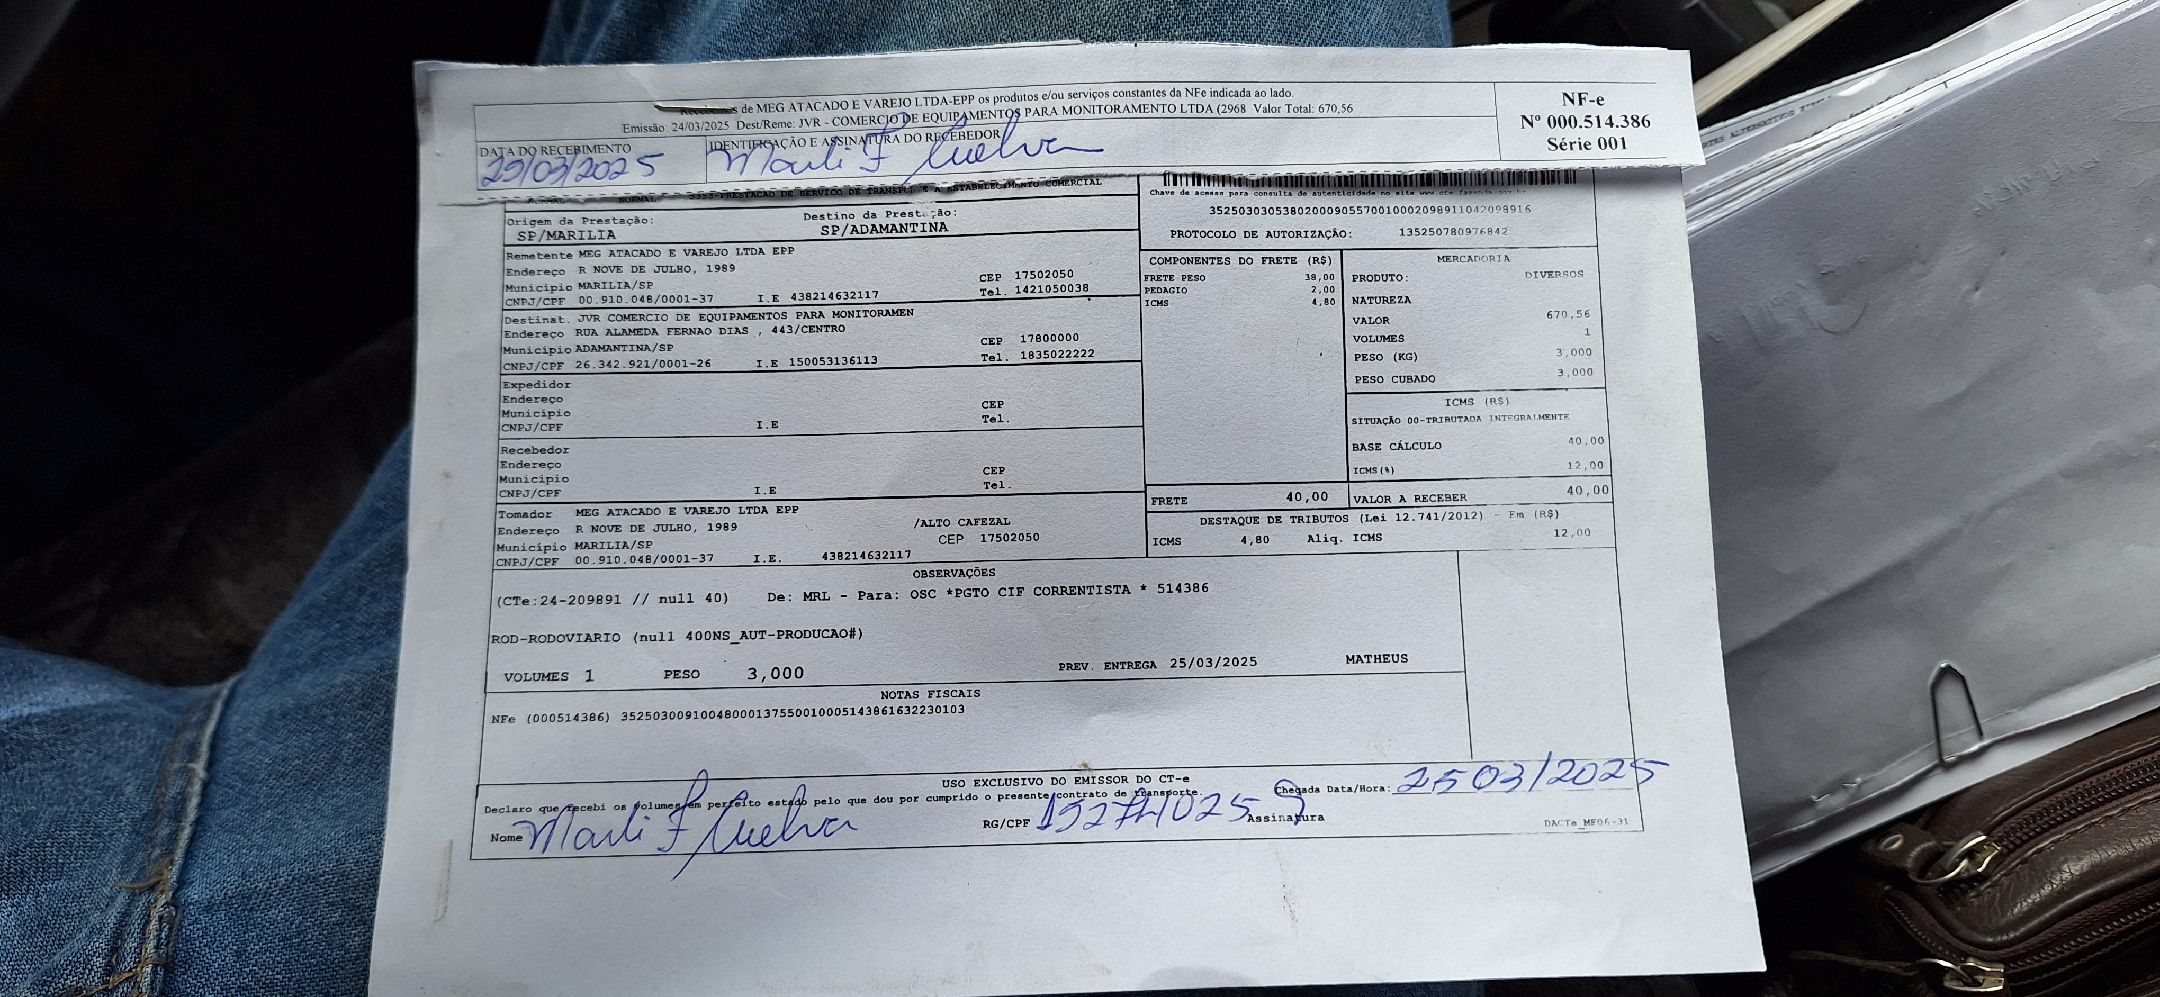 de MEG ATACADO E VAREJO LTDA-EPP os produtos e/ou serviços constantes da NFe indicada ao lado.
Emissão: 24/03/2025 Dest/Reme: JVR - COMERCIO DE EQUIPAMENTOS PARA MONITORAMENTO LTDA (2968 Valor Total: 670,56
NF-e
Nº 000.514.386
Série 001
DATA DO RECEBIMENTO
IDENTIFICAÇÃO E ASSINATURA DO RECEBEDOR
25/03/2025
Marli F
5353-PRESTACAO DE SERVICO DE TRANSPO E A ESTABELECIMENTO COMERCIAL
Chave de acesso para consulta de autenticidade no site www.cte.fazenda.gov.br
35250303053802000905570010002098911042098916
PROTOCOLO DE AUTORIZAÇÃO: 135250780976842
Origem da Prestação: Destino da Prestação:
SP/MARILIA SP/ADAMANTINA
Remetente MEG ATACADO E VAREJO LTDA EPP
Endereço R NOVE DE JULHO, 1989
Município MARILIA/SP CEP 17502050
CNPJ/CPF 00.910.048/0001-37 I.E 438214632117 Tel. 1421050038
Destinat. JVR COMERCIO DE EQUIPAMENTOS PARA MONITORAMEN
Endereço RUA ALAMEDA FERNAO DIAS , 443/CENTRO
Município ADAMANTINA/SP CEP 17800000
CNPJ/CPF 26.342.921/0001-26 I.E 150053136113 Tel. 1835022222
Expedidor
Endereço
Município CEP
CNPJ/CPF I.E Tel.
Recebedor
Endereço
Município CEP
CNPJ/CPF I.E Tel.
Tomador MEG ATACADO E VAREJO LTDA EPP
Endereço R NOVE DE JULHO, 1989 /ALTO CAFEZAL
Município MARILIA/SP CEP 17502050
CNPJ/CPF 00.910.048/0001-37 I.E. 438214632117
COMPONENTES DO FRETE (R$)
FRETE PESO 38,00
PEDAGIO 2,00
ICMS 4,80
FRETE 40,00
MERCADORIA
PRODUTO: DIVERSOS
NATUREZA
VALOR 670,56
VOLUMES 1
PESO (KG) 3,000
PESO CUBADO 3,000
ICMS (R$)
SITUAÇÃO 00-TRIBUTADA INTEGRALMENTE
BASE CÁLCULO 40,00
ICMS(%) 12,00
VALOR A RECEBER 40,00
DESTAQUE DE TRIBUTOS (Lei 12.741/2012) - Em (R$)
ICMS 4,80 Aliq. ICMS 12,00
OBSERVAÇÕES
(CTe:24-209891 // null 40) De: MRL - Para: OSC *PGTO CIF CORRENTISTA * 514386
ROD-RODOVIARIO (null 400NS_AUT-PRODUCAO#)
VOLUMES 1 PESO 3,000 PREV. ENTREGA 25/03/2025 MATHEUS
NOTAS FISCAIS
NFe (000514386) 35250300910048000137550010005143861632230103
USO EXCLUSIVO DO EMISSOR DO CT-e
Declaro que recebi os volumes em perfeito estado pelo que dou por cumprido o presente contrato de transporte.
Chegada Data/Hora: 25 03/2025
Nome Marli F
RG/CPF
Assinatura
DACTe_MF06-31